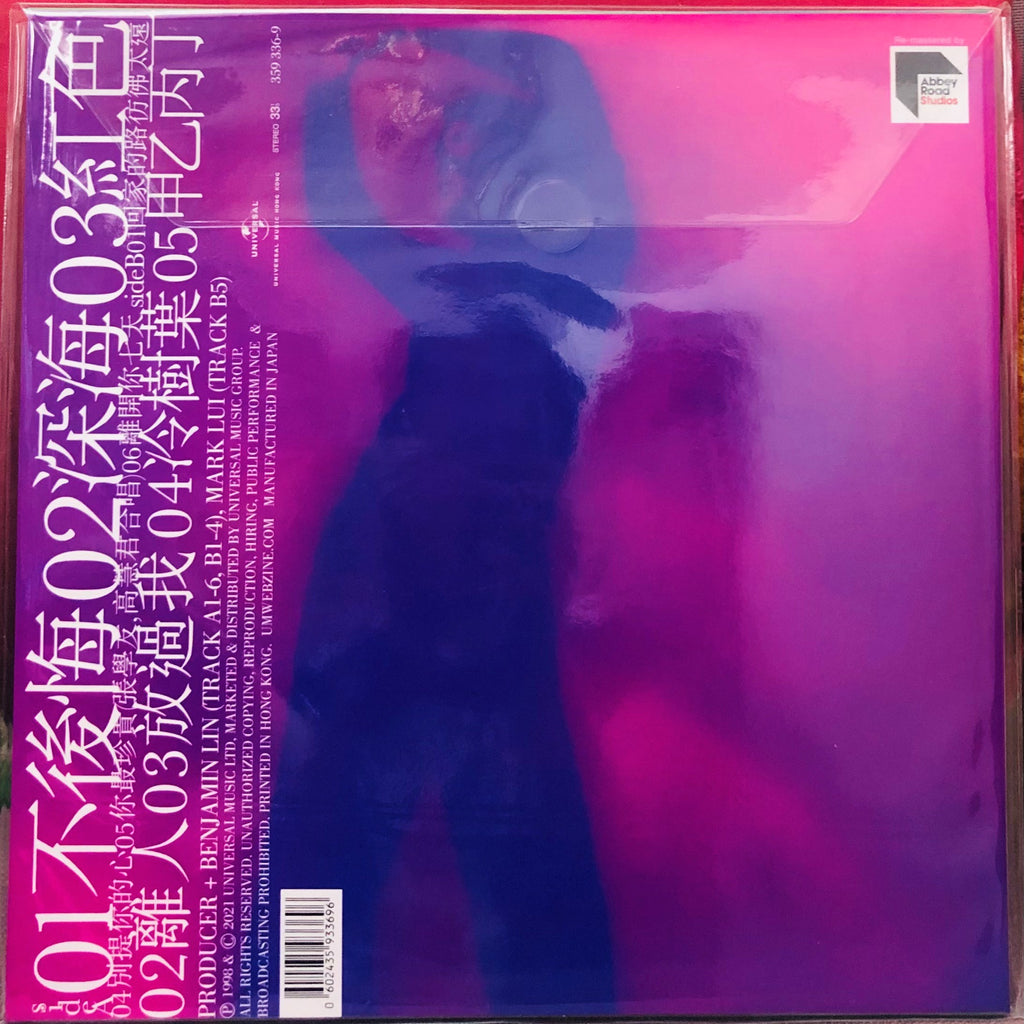 side A
01不後悔02深海03紅色
04別提你的心05你最珍貴(張學友,高慧君合唱)06離開你七天 sideB01回家的路彷彿太遠
02離人03放過我04冷樹葉05甲乙丙丁
PRODUCER + BENJAMIN LIN (TRACK A1-6, B1-4), MARK LUI (TRACK B5)
Ⓟ 1998 & © 2021 UNIVERSAL MUSIC LTD. MARKETED & DISTRIBUTED BY UNIVERSAL MUSIC GROUP.
ALL RIGHTS RESERVED. UNAUTHORIZED COPYING, REPRODUCTION, HIRING, PUBLIC PERFORMANCE &
BROADCASTING PROHIBITED. PRINTED IN HONG KONG. UMWEBZINE.COM MANUFACTURED IN JAPAN
UNIVERSAL
UNIVERSAL MUSIC HONG KONG
STEREO 33⅓ 359 336-9
0 602435 933696
Re-mastered by
Abbey
Road
Studios